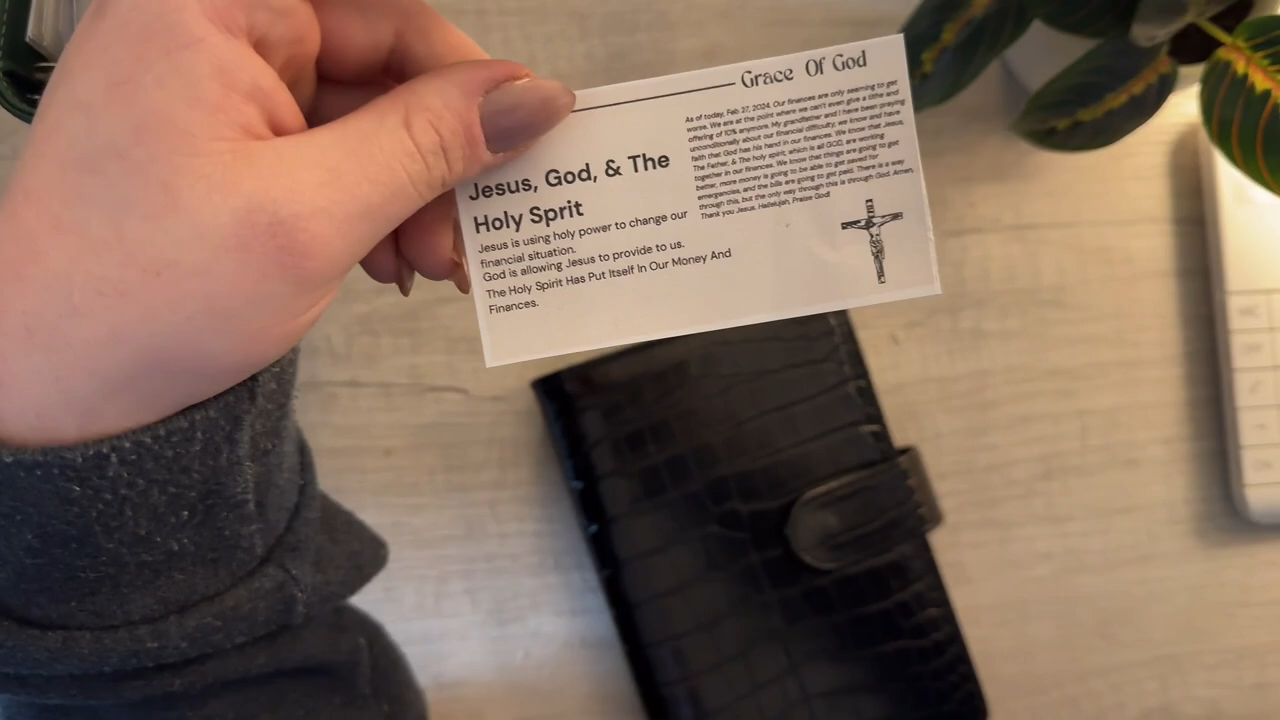 Grace Of God
Jesus, God, & The
Holy Sprit
Jesus is using holy power to change our
financial situation.
God is allowing Jesus to provide to us.
The Holy Spirit Has Put Itself In Our Money And
Finances.
As of today, Feb 27, 2024, Our finances are only seeming to get
worse. We are at the point where we can't even give a tithe and
offering of 10% anymore. My grandfather and I have been praying
unconditionally about our financial difficulty; we know and have
faith that God has his hand in our finances. We know that Jesus,
The Father, & The holy spirit, which is all GOD, are working
together in our finances. We know that things are going to get
better, more money is going to be able to get saved for
emergencies, and the bills are going to get paid. There is a way
through this, but the only way through this is through God. Amen,
Thank you Jesus. Hallelujah, Praise God!